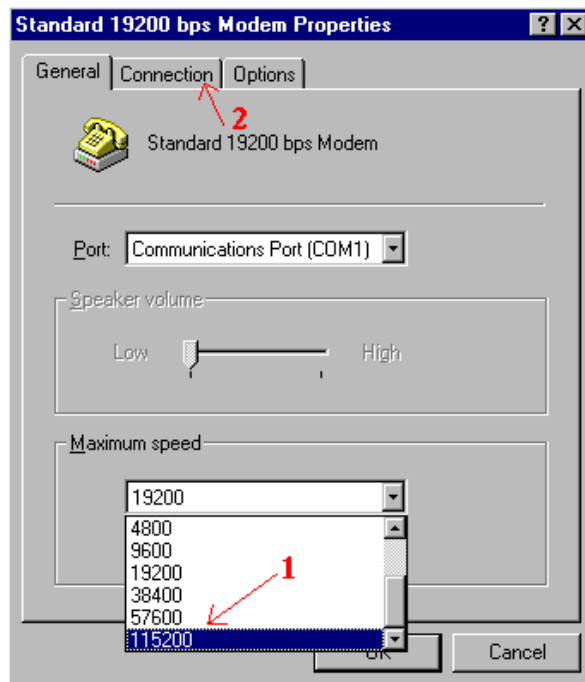 Standard 19200 bps Modem Properties
General Connection Options
2
Standard 19200 bps Modem
Port: Communications Port (COM1)
Speaker volume
Low High
Maximum speed
19200
4800
9600
19200
1
38400
57600
115200
OK Cancel